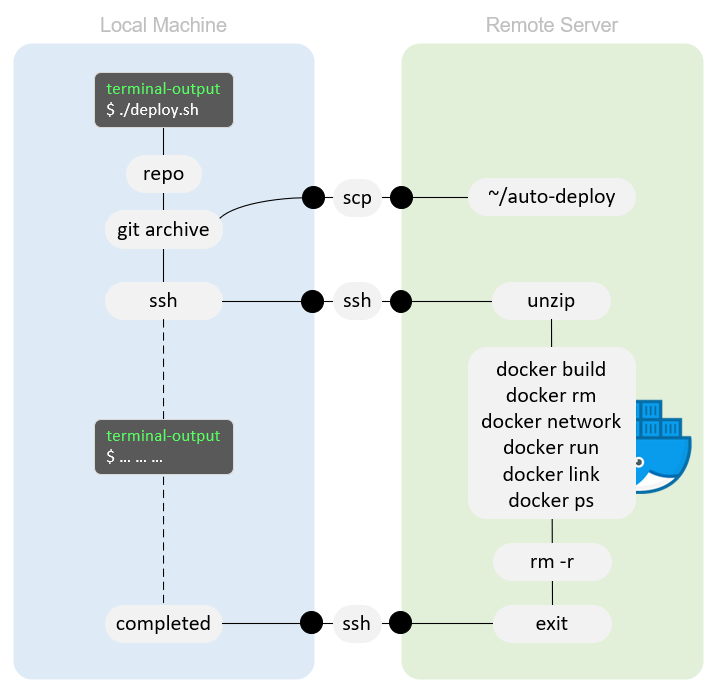 Local Machine
Remote Server
terminal-output
$ ./deploy.sh
repo
git archive
scp
~/auto-deploy
ssh
ssh
unzip
docker build
docker rm
docker network
docker run
docker link
docker ps
terminal-output
$ ... ... ...
rm -r
completed
ssh
exit